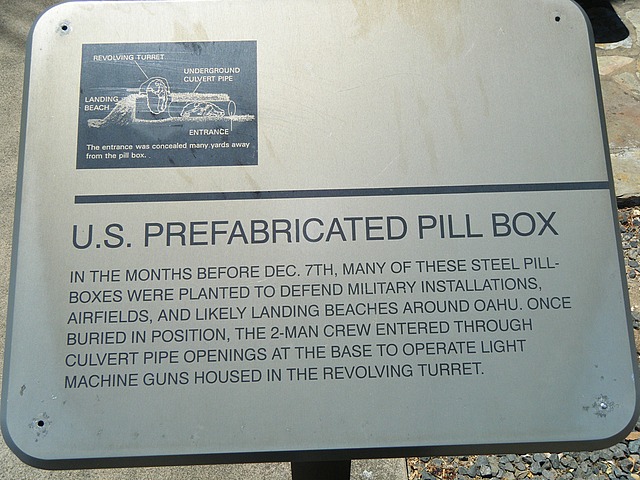 REVOLVING TURRET
UNDERGROUND
CULVERT PIPE
LANDING
BEACH
ENTRANCE
The entrance was concealed many yards away
from the pill box.
U.S. PREFABRICATED PILL BOX
IN THE MONTHS BEFORE DEC. 7TH, MANY OF THESE STEEL PILL-
BOXES WERE PLANTED TO DEFEND MILITARY INSTALLATIONS,
AIRFIELDS, AND LIKELY LANDING BEACHES AROUND OAHU. ONCE
BURIED IN POSITION, THE 2-MAN CREW ENTERED THROUGH
CULVERT PIPE OPENINGS AT THE BASE TO OPERATE LIGHT
MACHINE GUNS HOUSED IN THE REVOLVING TURRET.